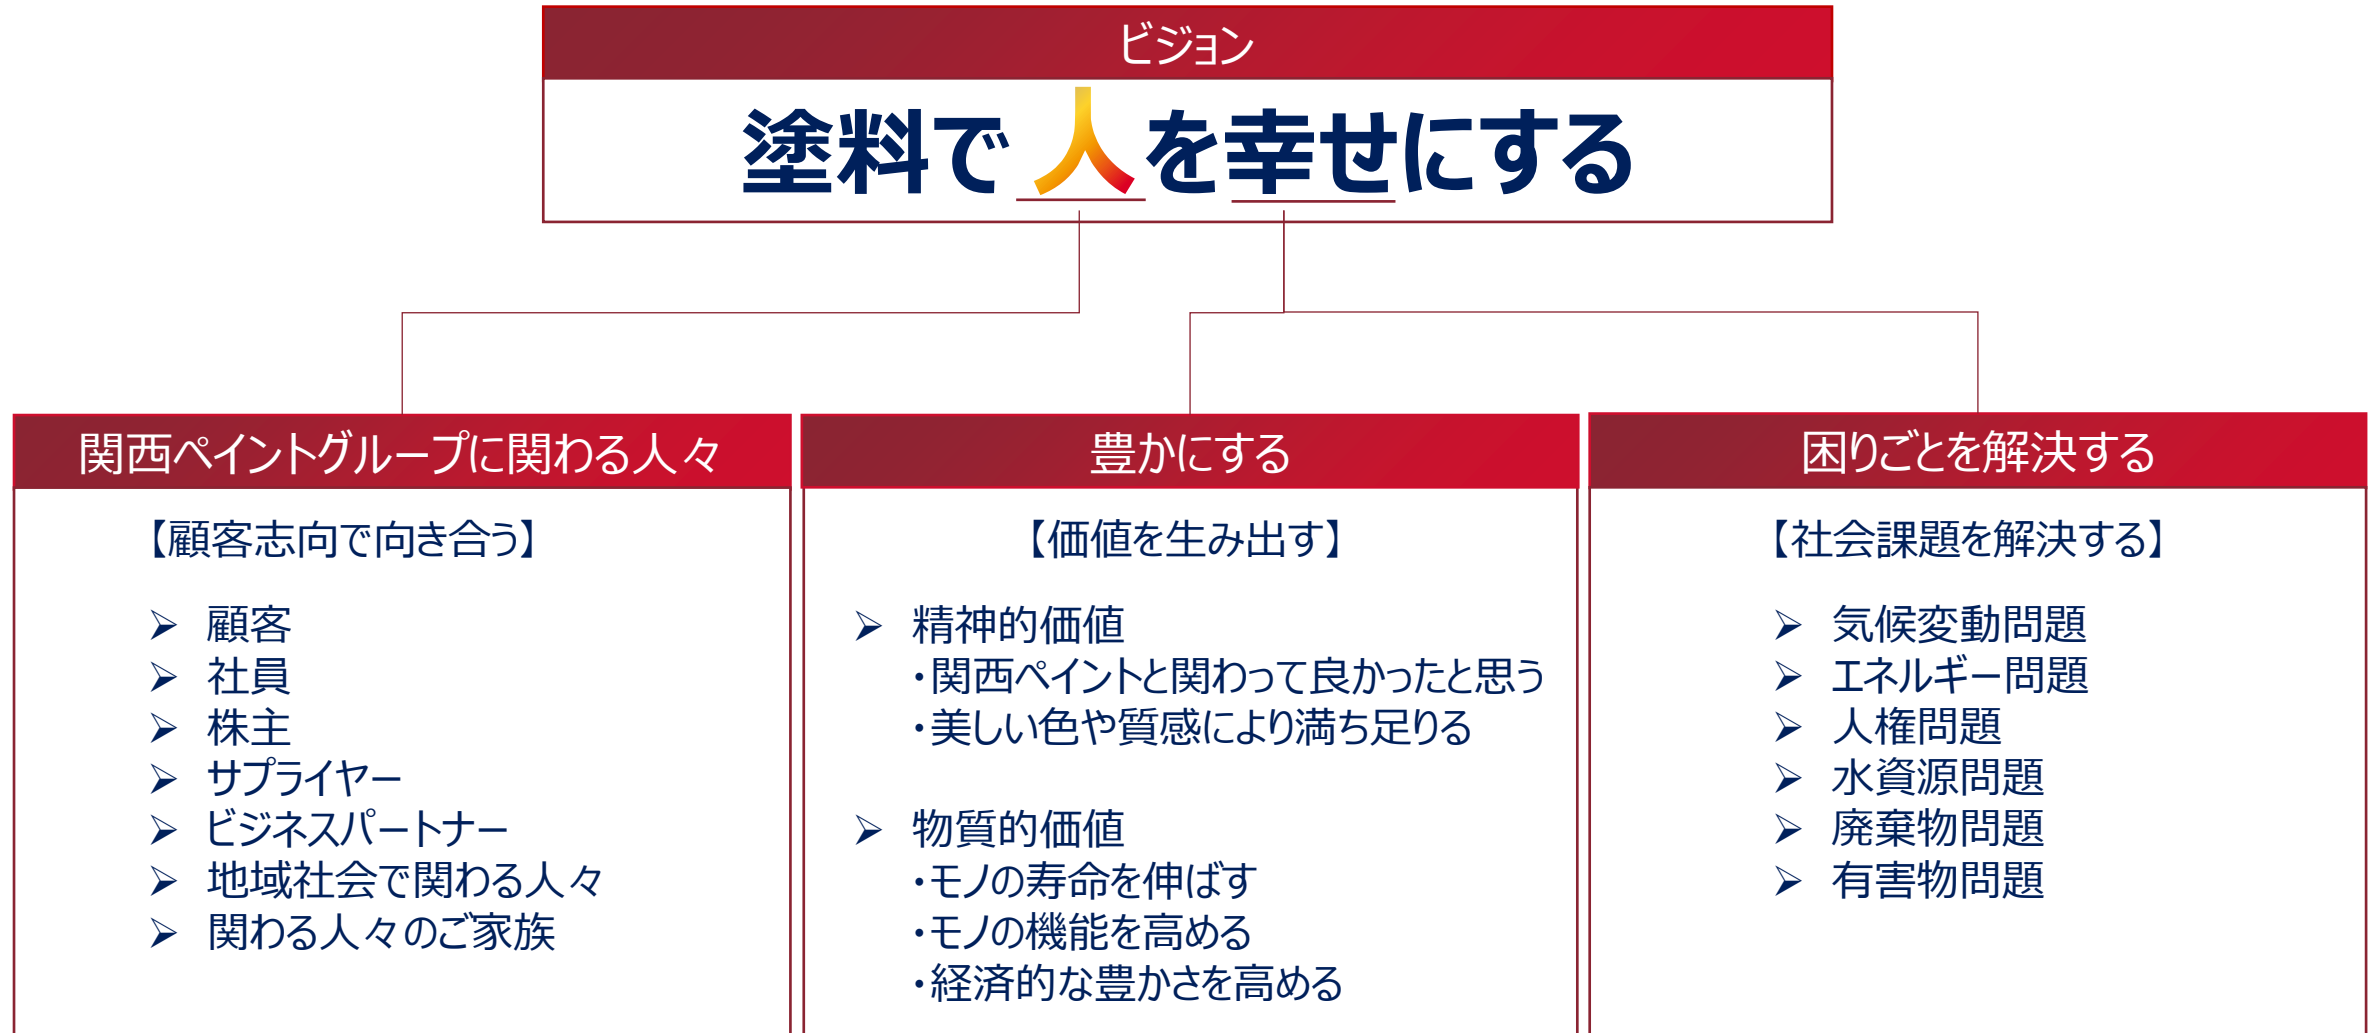 ビジョン
塗料で人を幸せにする
関西ペイントグループに関わる人々
【顧客志向で向き合う】
➢ 顧客
➢ 社員
➢ 株主
➢ サプライヤー
➢ ビジネスパートナー
➢ 地域社会で関わる人々
➢ 関わる人々のご家族
豊かにする
【価値を生み出す】
➢ 精神的価値
・関西ペイントと関わって良かったと思う
・美しい色や質感により満ち足りる
➢ 物質的価値
・モノの寿命を伸ばす
・モノの機能を高める
・経済的な豊かさを高める
困りごとを解決する
【社会課題を解決する】
➢ 気候変動問題
➢ エネルギー問題
➢ 人権問題
➢ 水資源問題
➢ 廃棄物問題
➢ 有害物問題